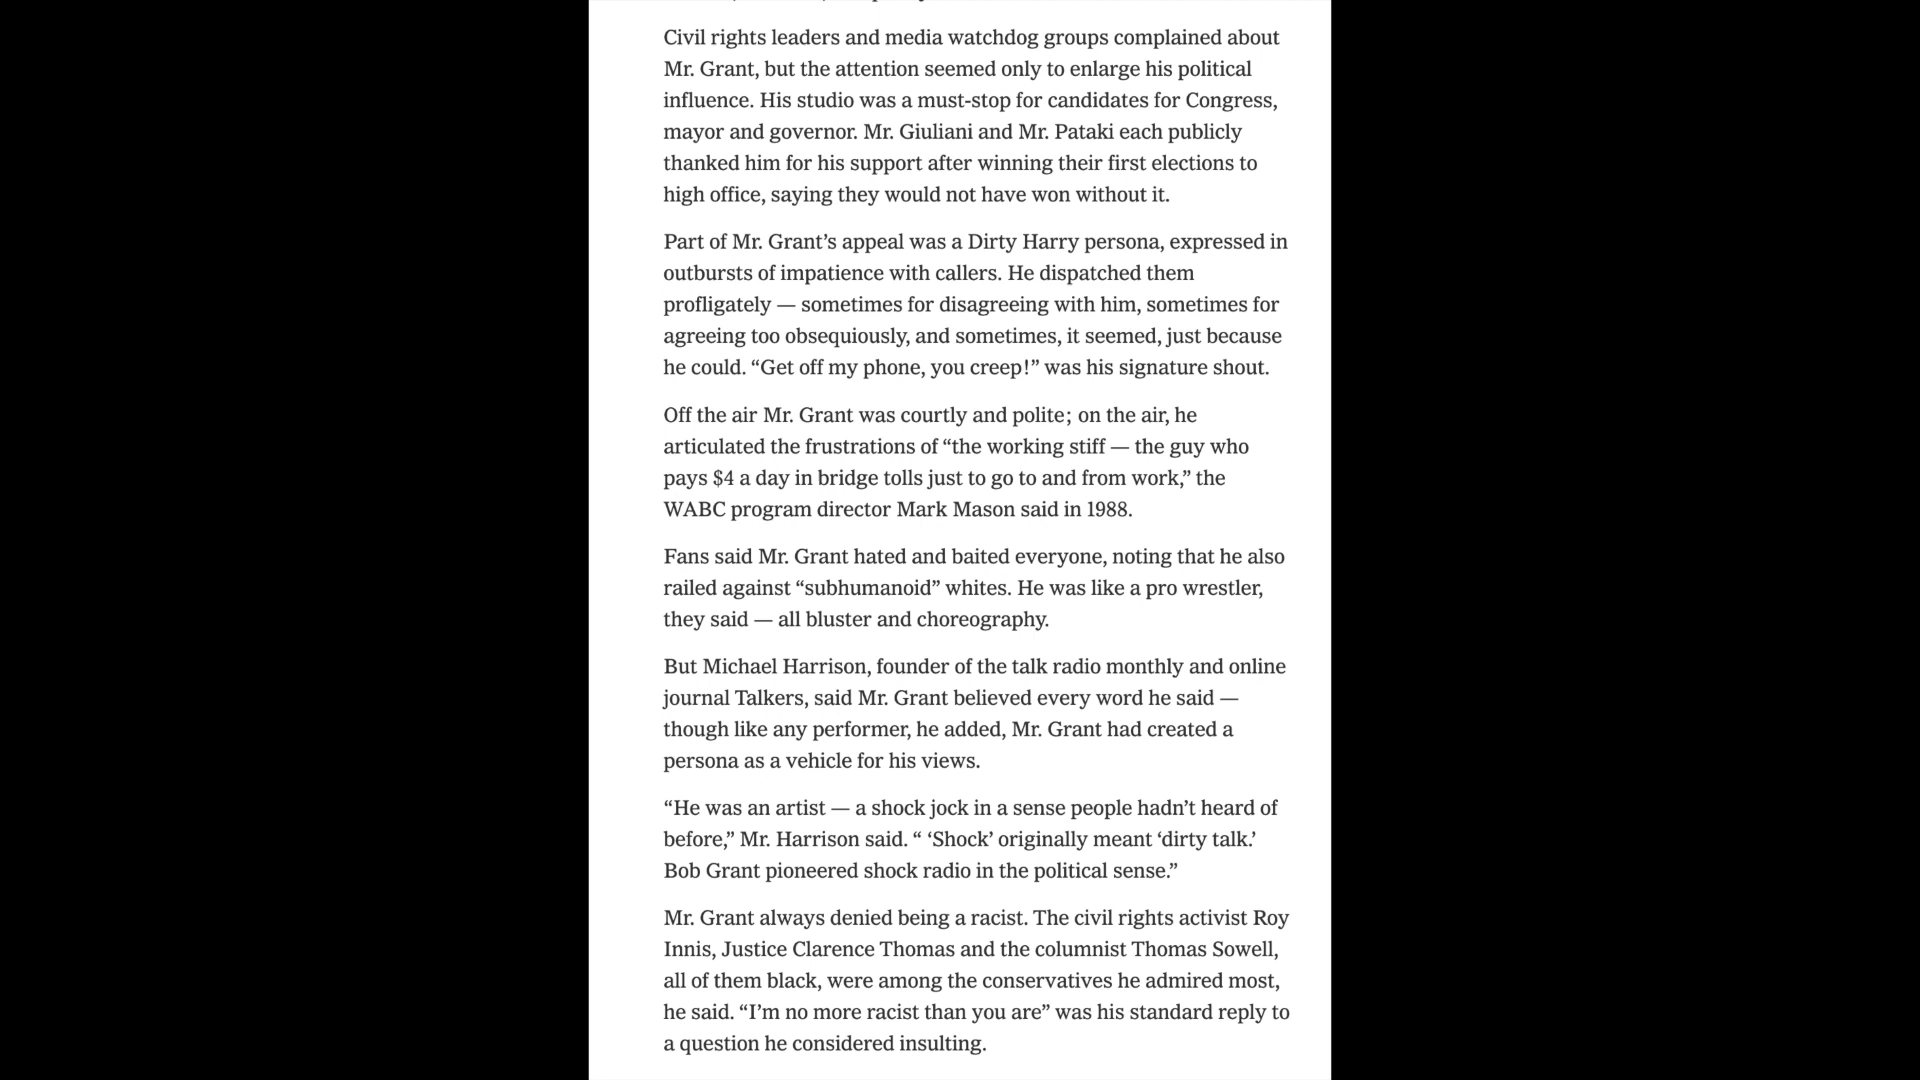 Civil rights leaders and media watchdog groups complained about
Mr. Grant, but the attention seemed only to enlarge his political
influence. His studio was a must-stop for candidates for Congress,
mayor and governor. Mr. Giuliani and Mr. Pataki each publicly
thanked him for his support after winning their first elections to
high office, saying they would not have won without it.
Part of Mr. Grant’s appeal was a Dirty Harry persona, expressed in
outbursts of impatience with callers. He dispatched them
profligately — sometimes for disagreeing with him, sometimes for
agreeing too obsequiously, and sometimes, it seemed, just because
he could. “Get off my phone, you creep!” was his signature shout.
Off the air Mr. Grant was courtly and polite; on the air, he
articulated the frustrations of “the working stiff — the guy who
pays $4 a day in bridge tolls just to go to and from work,” the
WABC program director Mark Mason said in 1988.
Fans said Mr. Grant hated and baited everyone, noting that he also
railed against “subhumanoid” whites. He was like a pro wrestler,
they said — all bluster and choreography.
But Michael Harrison, founder of the talk radio monthly and online
journal Talkers, said Mr. Grant believed every word he said —
though like any performer, he added, Mr. Grant had created a
persona as a vehicle for his views.
“He was an artist — a shock jock in a sense people hadn’t heard of
before,” Mr. Harrison said. “ ‘Shock’ originally meant ‘dirty talk.’
Bob Grant pioneered shock radio in the political sense.”
Mr. Grant always denied being a racist. The civil rights activist Roy
Innis, Justice Clarence Thomas and the columnist Thomas Sowell,
all of them black, were among the conservatives he admired most,
he said. “I’m no more racist than you are” was his standard reply to
a question he considered insulting.